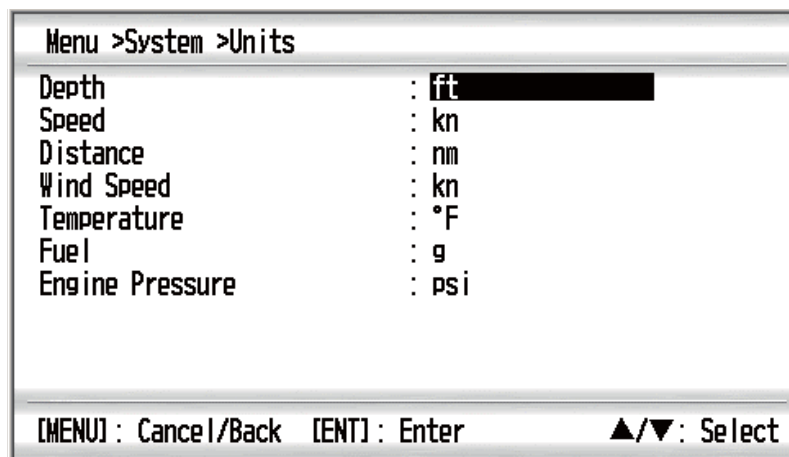 Menu >System >Units
Depth : ft
Speed : kn
Distance : nm
Wind Speed : kn
Temperature : °F
Fuel : g
Engine Pressure : psi
[MENU] : Cancel/Back [ENT] : Enter ▲/▼ : Select